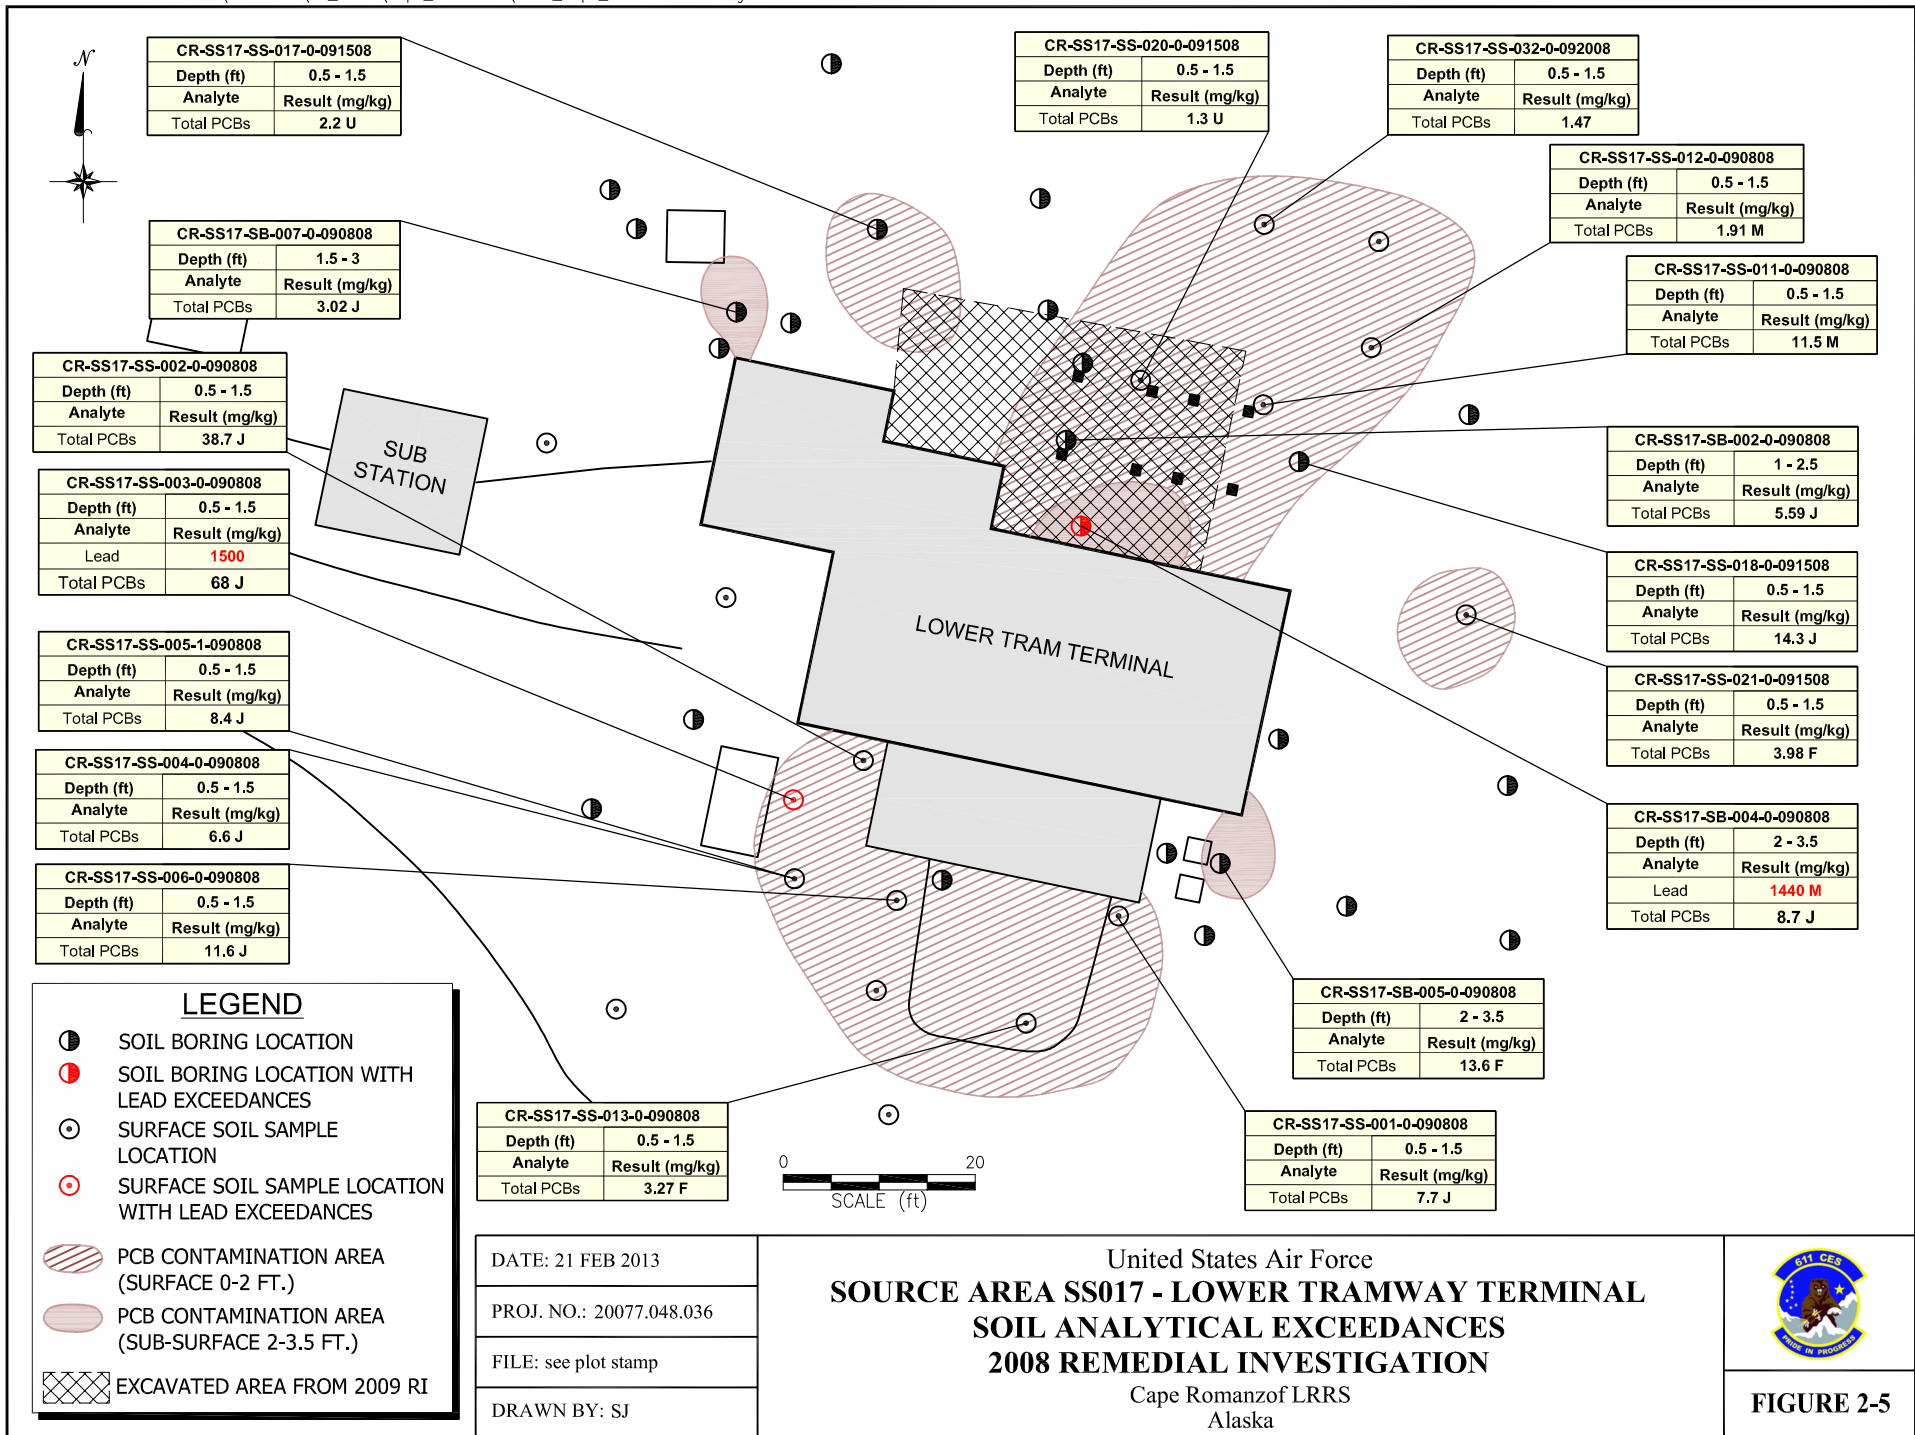 N
CR-SS17-SS-017-0-091508
Depth (ft) 0.5 - 1.5
Analyte Result (mg/kg)
Total PCBs 2.2 U
CR-SS17-SS-020-0-091508
Depth (ft) 0.5 - 1.5
Analyte Result (mg/kg)
Total PCBs 1.3 U
CR-SS17-SS-032-0-092008
Depth (ft) 0.5 - 1.5
Analyte Result (mg/kg)
Total PCBs 1.47
CR-SS17-SS-012-0-090808
Depth (ft) 0.5 - 1.5
Analyte Result (mg/kg)
Total PCBs 1.91 M
CR-SS17-SB-007-0-090808
Depth (ft) 1.5 - 3
Analyte Result (mg/kg)
Total PCBs 3.02 J
CR-SS17-SS-011-0-090808
Depth (ft) 0.5 - 1.5
Analyte Result (mg/kg)
Total PCBs 11.5 M
CR-SS17-SS-002-0-090808
Depth (ft) 0.5 - 1.5
Analyte Result (mg/kg)
Total PCBs 38.7 J
SUB
STATION
CR-SS17-SB-002-0-090808
Depth (ft) 1 - 2.5
Analyte Result (mg/kg)
Total PCBs 5.59 J
CR-SS17-SS-003-0-090808
Depth (ft) 0.5 - 1.5
Analyte Result (mg/kg)
Lead 1500
Total PCBs 68 J
CR-SS17-SS-018-0-091508
Depth (ft) 0.5 - 1.5
Analyte Result (mg/kg)
Total PCBs 14.3 J
LOWER TRAM TERMINAL
CR-SS17-SS-005-1-090808
Depth (ft) 0.5 - 1.5
Analyte Result (mg/kg)
Total PCBs 8.4 J
CR-SS17-SS-021-0-091508
Depth (ft) 0.5 - 1.5
Analyte Result (mg/kg)
Total PCBs 3.98 F
CR-SS17-SS-004-0-090808
Depth (ft) 0.5 - 1.5
Analyte Result (mg/kg)
Total PCBs 6.6 J
CR-SS17-SB-004-0-090808
Depth (ft) 2 - 3.5
Analyte Result (mg/kg)
Lead 1440 M
Total PCBs 8.7 J
CR-SS17-SS-006-0-090808
Depth (ft) 0.5 - 1.5
Analyte Result (mg/kg)
Total PCBs 11.6 J
CR-SS17-SB-005-0-090808
Depth (ft) 2 - 3.5
Analyte Result (mg/kg)
Total PCBs 13.6 F
CR-SS17-SS-013-0-090808
Depth (ft) 0.5 - 1.5
Analyte Result (mg/kg)
Total PCBs 3.27 F
CR-SS17-SS-001-0-090808
Depth (ft) 0.5 - 1.5
Analyte Result (mg/kg)
Total PCBs 7.7 J
LEGEND
SOIL BORING LOCATION
SOIL BORING LOCATION WITH
LEAD EXCEEDANCES
SURFACE SOIL SAMPLE
LOCATION
SURFACE SOIL SAMPLE LOCATION
WITH LEAD EXCEEDANCES
PCB CONTAMINATION AREA
(SURFACE 0-2 FT.)
PCB CONTAMINATION AREA
(SUB-SURFACE 2-3.5 FT.)
EXCAVATED AREA FROM 2009 RI
0 20
SCALE (ft)
DATE: 21 FEB 2013
PROJ. NO.: 20077.048.036
FILE: see plot stamp
DRAWN BY: SJ
United States Air Force
SOURCE AREA SS017 - LOWER TRAMWAY TERMINAL
SOIL ANALYTICAL EXCEEDANCES
2008 REMEDIAL INVESTIGATION
Cape Romanzof LRRS
Alaska
611 CES
PRIDE IN PROGRESS
FIGURE 2-5